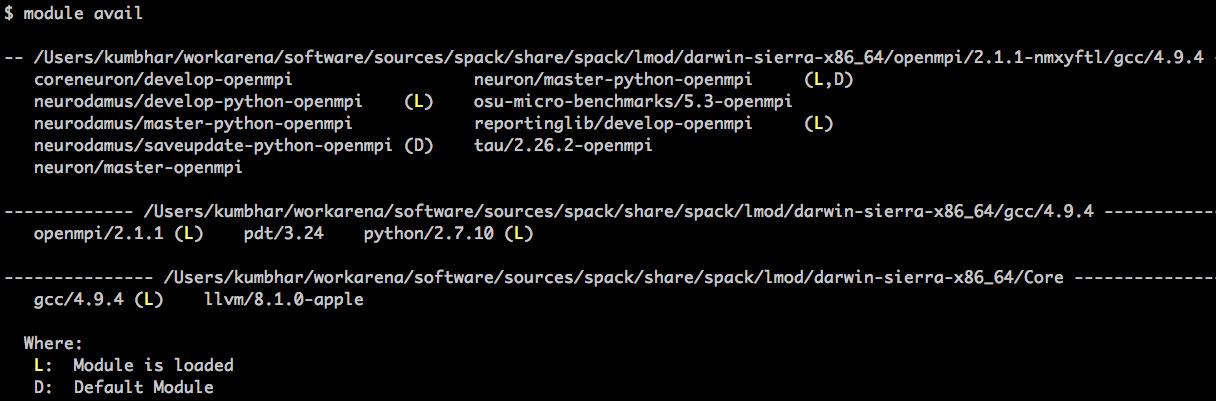 $ module avail
-- /Users/kumbhar/workarena/software/sources/spack/share/spack/lmod/darwin-sierra-x86_64/openmpi/2.1.1-nmxyftl/gcc/4.9.4 -
coreneuron/develop-openmpi neuron/master-python-openmpi (L,D)
neurodamus/develop-python-openmpi (L) osu-micro-benchmarks/5.3-openmpi
neurodamus/master-python-openmpi reportinglib/develop-openmpi (L)
neurodamus/saveupdate-python-openmpi (D) tau/2.26.2-openmpi
neuron/master-openmpi
------------- /Users/kumbhar/workarena/software/sources/spack/share/spack/lmod/darwin-sierra-x86_64/gcc/4.9.4 ------------
openmpi/2.1.1 (L) pdt/3.24 python/2.7.10 (L)
--------------- /Users/kumbhar/workarena/software/sources/spack/share/spack/lmod/darwin-sierra-x86_64/Core ---------------
gcc/4.9.4 (L) llvm/8.1.0-apple
Where:
L: Module is loaded
D: Default Module